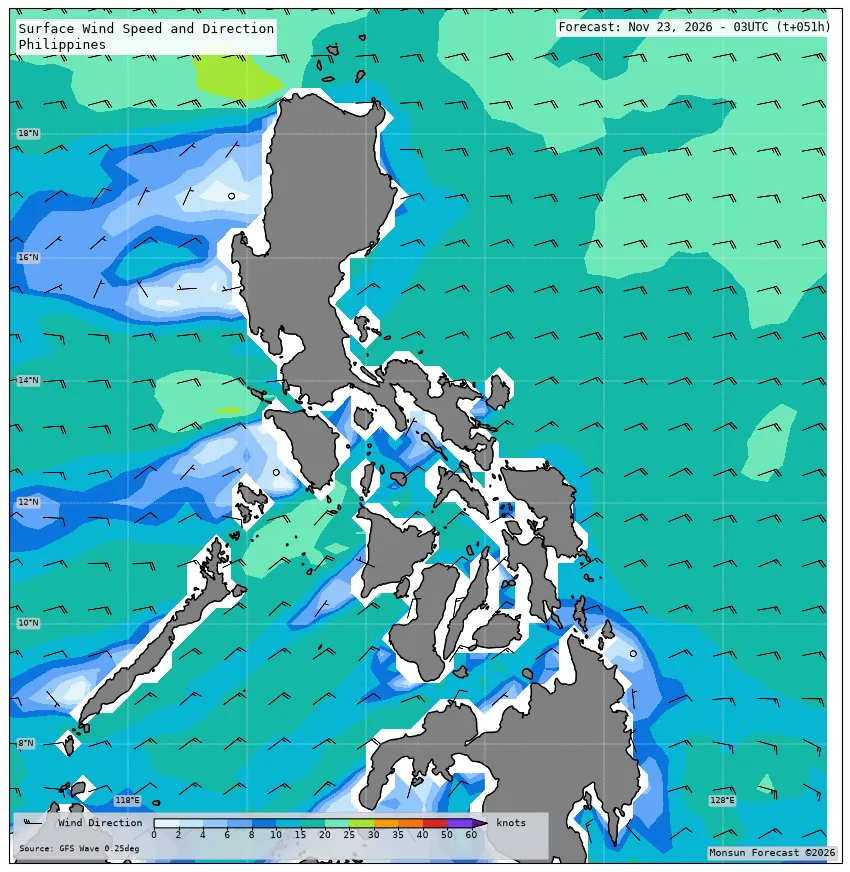 Surface Wind Speed and Direction
Philippines
Forecast: Nov 23, 2026 - 03UTC (t+051h)
18°N
16°N
14°N
12°N
10°N
8°N
118°E
128°E
Wind Direction
0 2 4 6 8 10 15 20 25 30 35 40 50 60
knots
Source: GFS Wave 0.25deg
Monsun Forecast ©2026